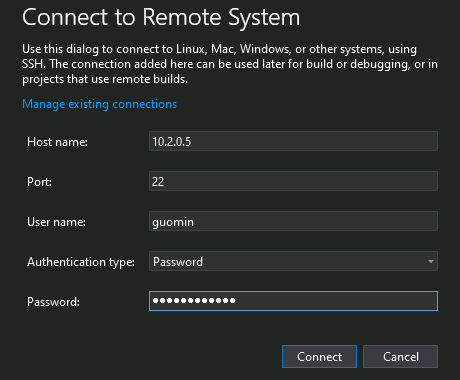 Connect to Remote System
Use this dialog to connect to Linux, Mac, Windows, or other systems, using
SSH. The connection added here can be used later for build or debugging, or in
projects that use remote builds.
Manage existing connections
Host name: 10.2.0.5
Port: 22
User name: guomin
Authentication type: Password
Password: ●●●●●●●●●●●●
Connect Cancel